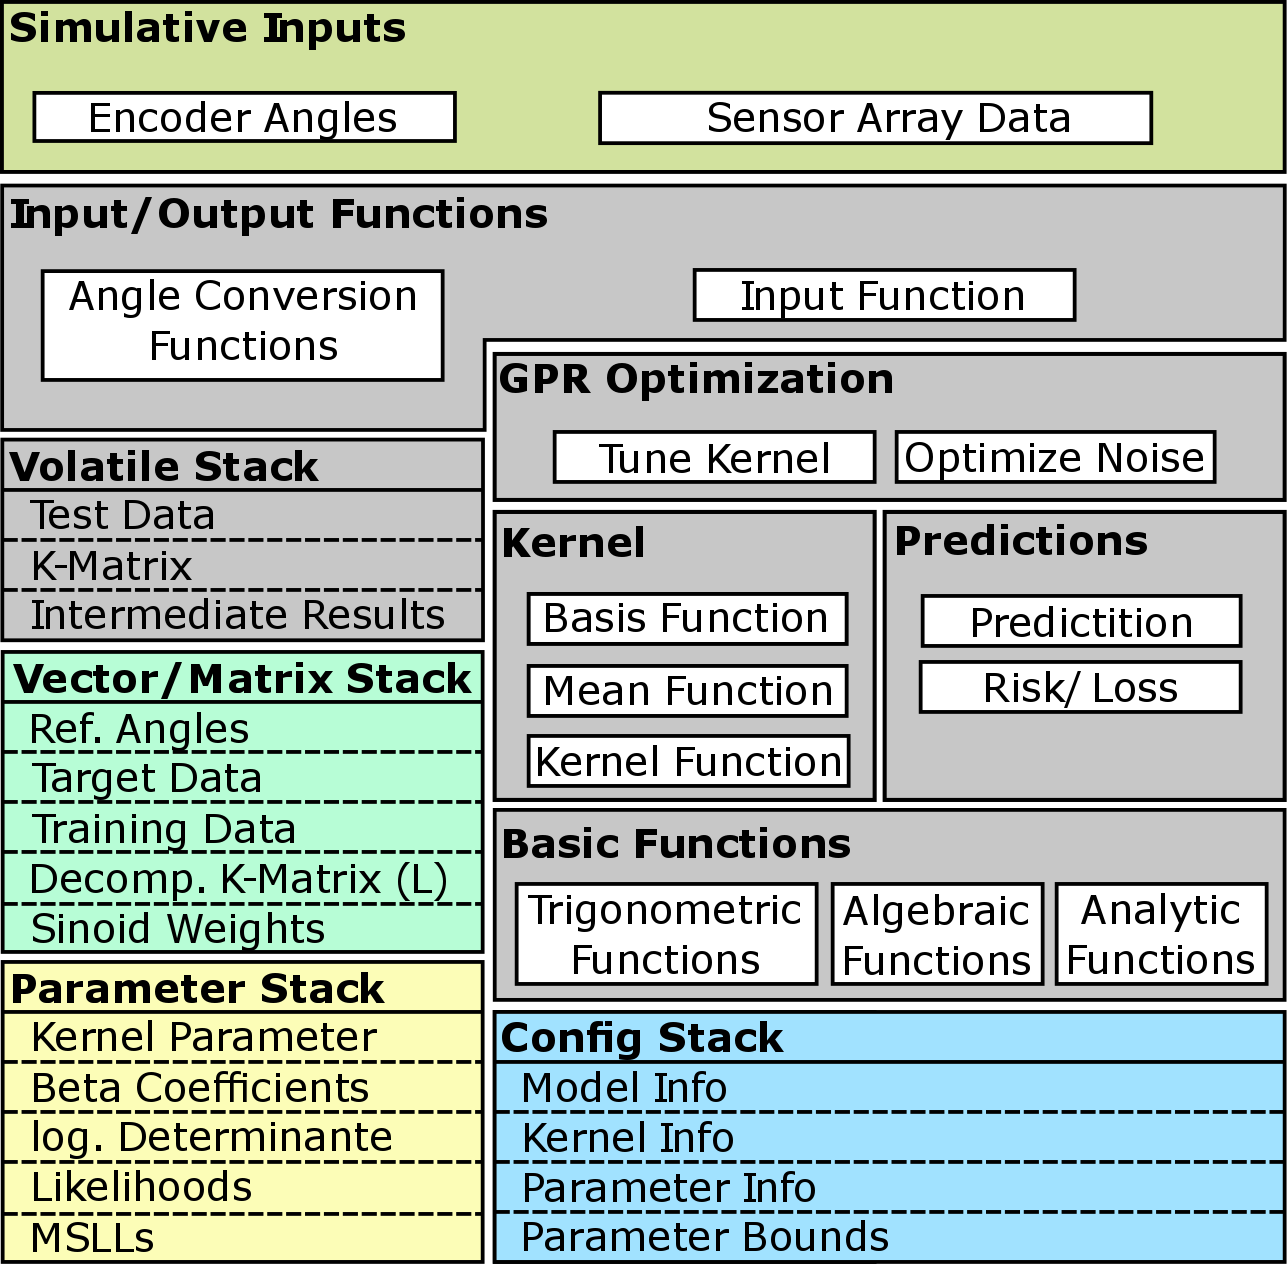 Simulative Inputs
Encoder Angles
Sensor Array Data
Input/Output Functions
Angle Conversion
Functions
Input Function
GPR Optimization
Tune Kernel
Optimize Noise
Volatile Stack
Test Data
K-Matrix
Intermediate Results
Kernel
Basis Function
Mean Function
Kernel Function
Predictions
Predictition
Risk/ Loss
Vector/Matrix Stack
Ref. Angles
Target Data
Training Data
Decomp. K-Matrix (L)
Sinoid Weights
Basic Functions
Trigonometric
Functions
Algebraic
Functions
Analytic
Functions
Parameter Stack
Kernel Parameter
Beta Coefficients
log. Determinante
Likelihoods
MSLLs
Config Stack
Model Info
Kernel Info
Parameter Info
Parameter Bounds